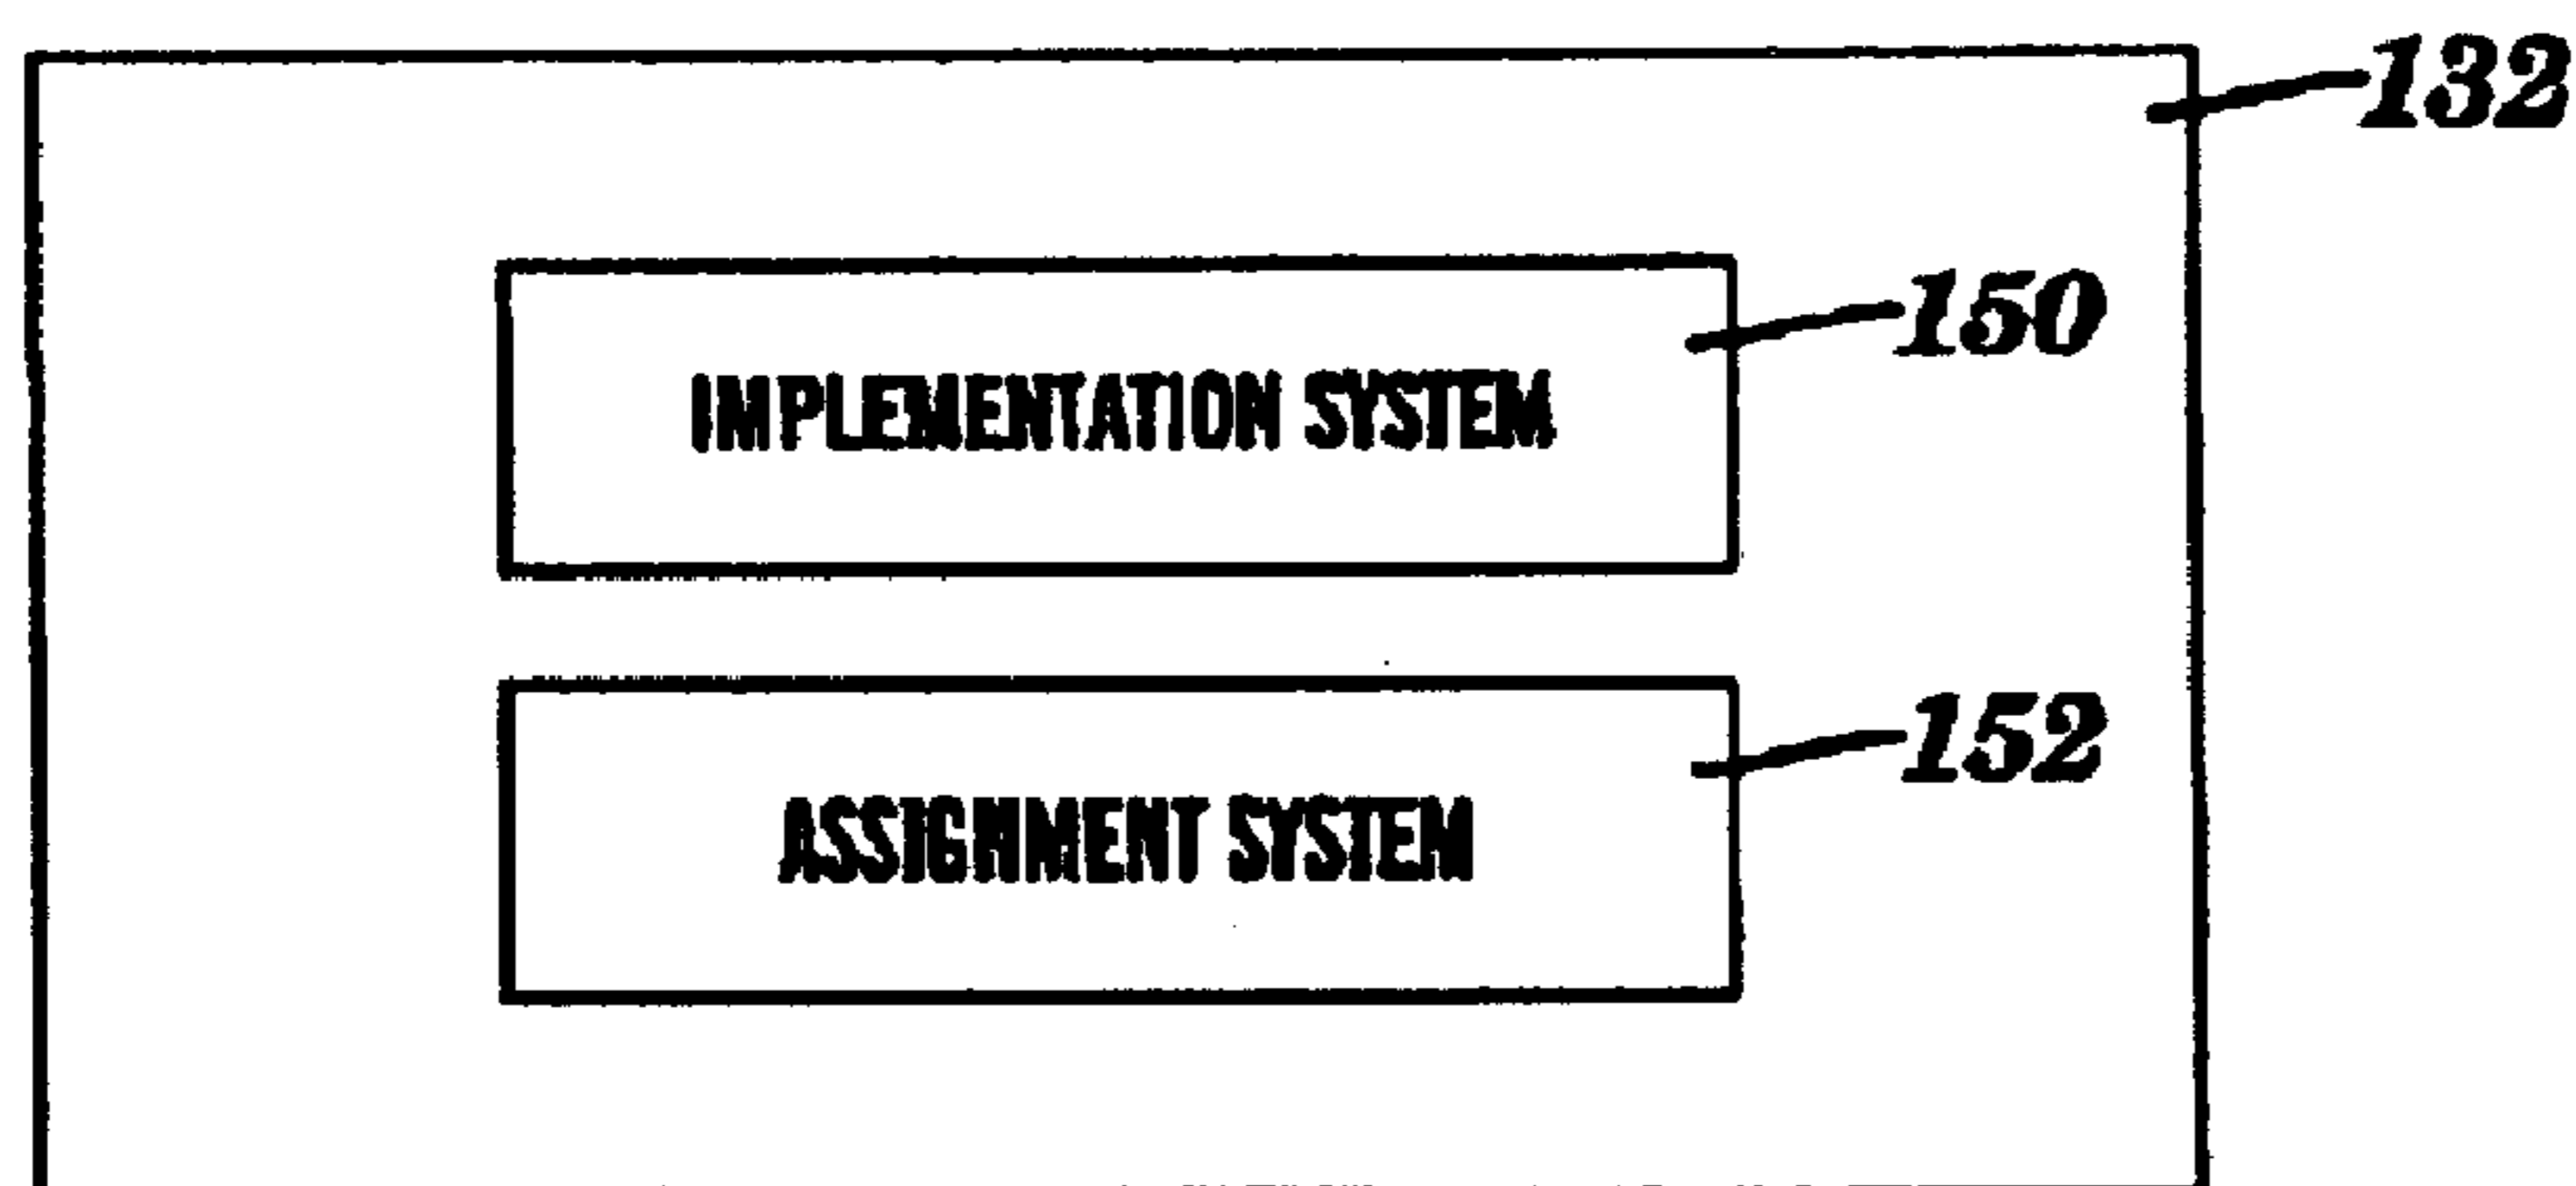 132
150
IMPLEMENTATION SYSTEM
152
ASSIGNMENT SYSTEM